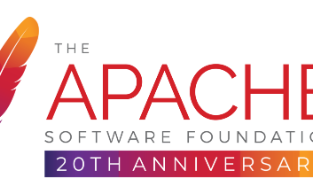 THE
APACHE
SOFTWARE FOUNDATIO
20TH ANNIVERSAR